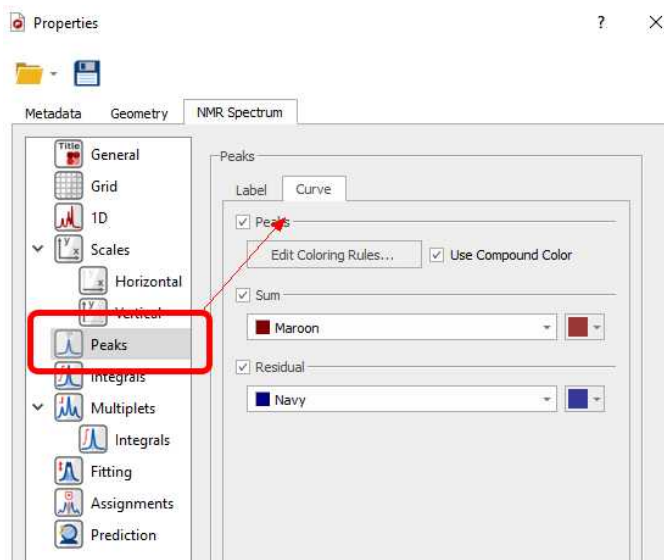 Properties
?
Metadata Geometry NMR Spectrum
Title
General
Grid
1D
Scales
Horizontal
Vertical
Peaks
Integrals
Multiplets
Integrals
Fitting
Assignments
Prediction
Peaks
Label Curve
Peaks
Edit Coloring Rules... Use Compound Color
Sum
Maroon
Residual
Navy